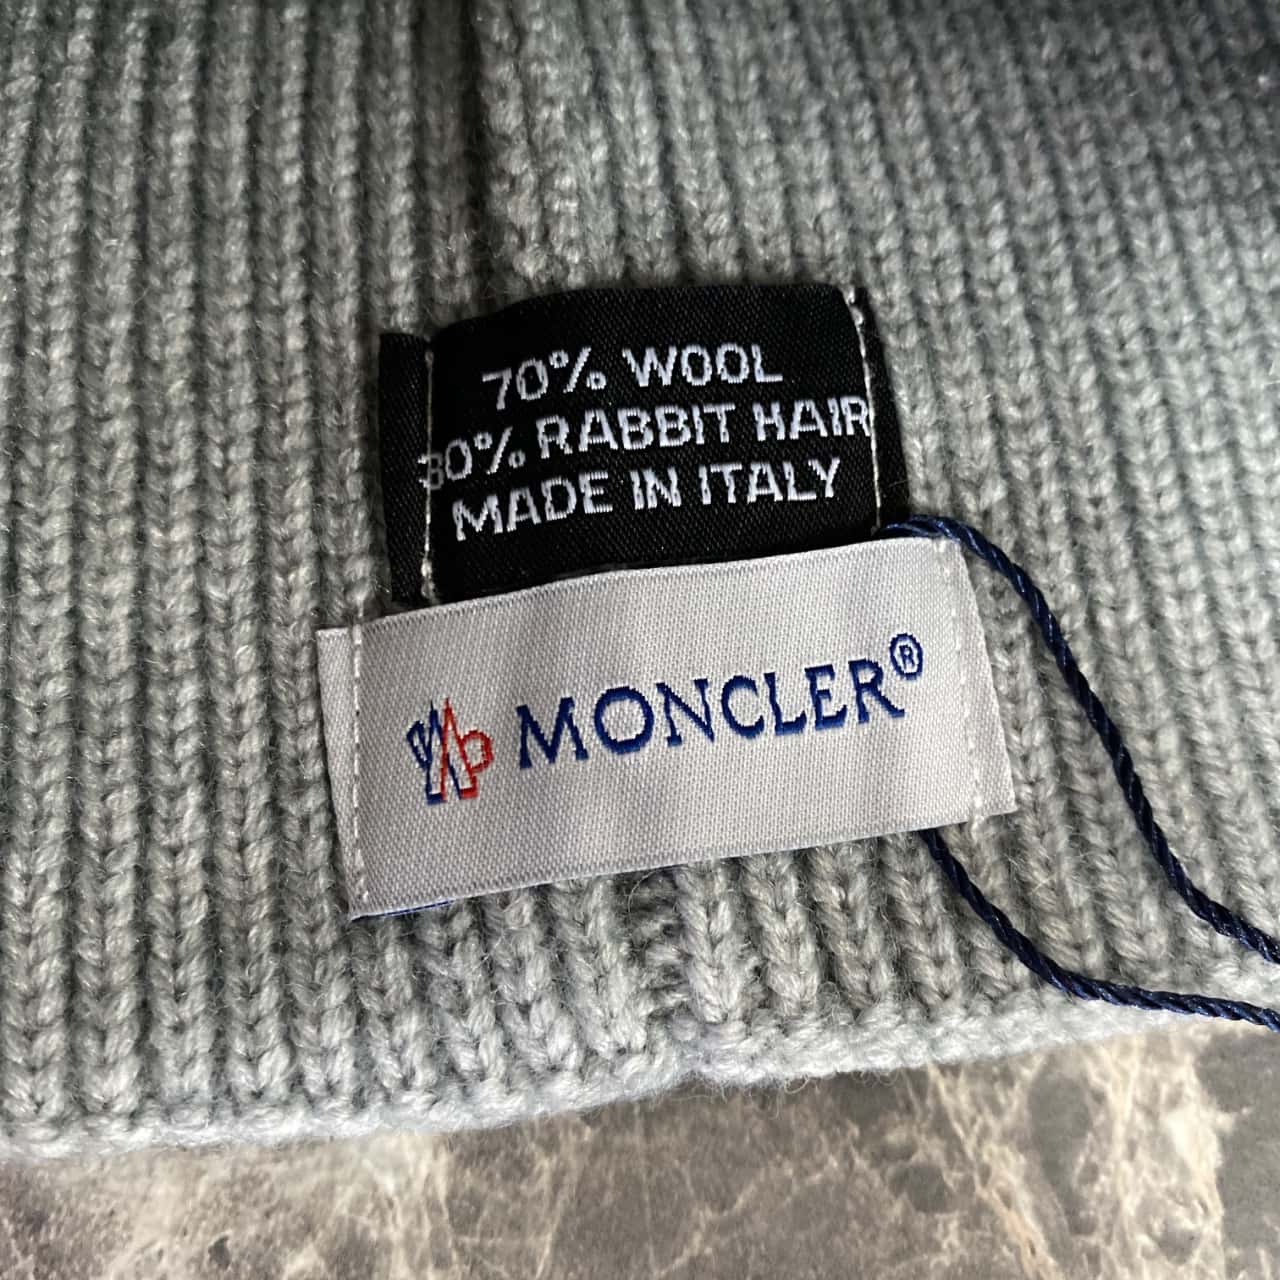 70% WOOL
30% RABBIT HAIR
MADE IN ITALY
MONCLER®